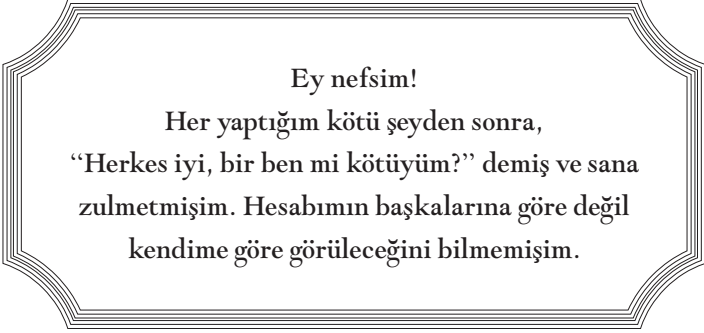 Ey nefsim!
Her yaptığım kötü şeyden sonra,
“Herkes iyi, bir ben mi kötüyüm?” demiş ve sana
zulmetmişim. Hesabımın başkalarına göre değil
kendime göre görüleceğini bilmemişim.